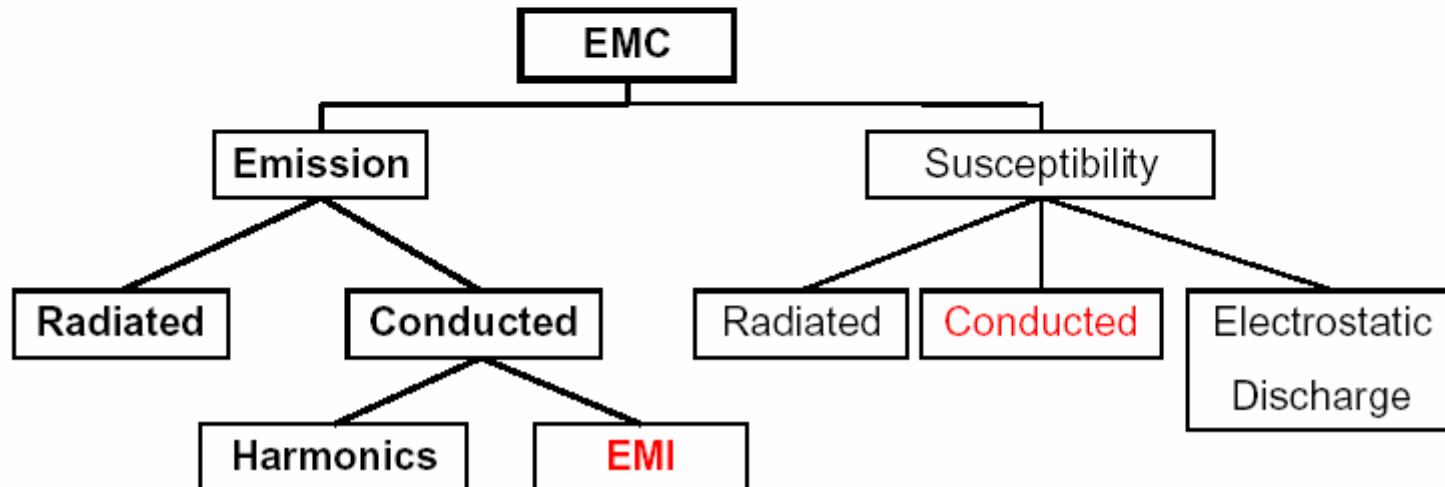 EMC
Emission
Susceptibility
Radiated
Conducted
Radiated
Conducted
Electrostatic
Discharge
Harmonics
EMI